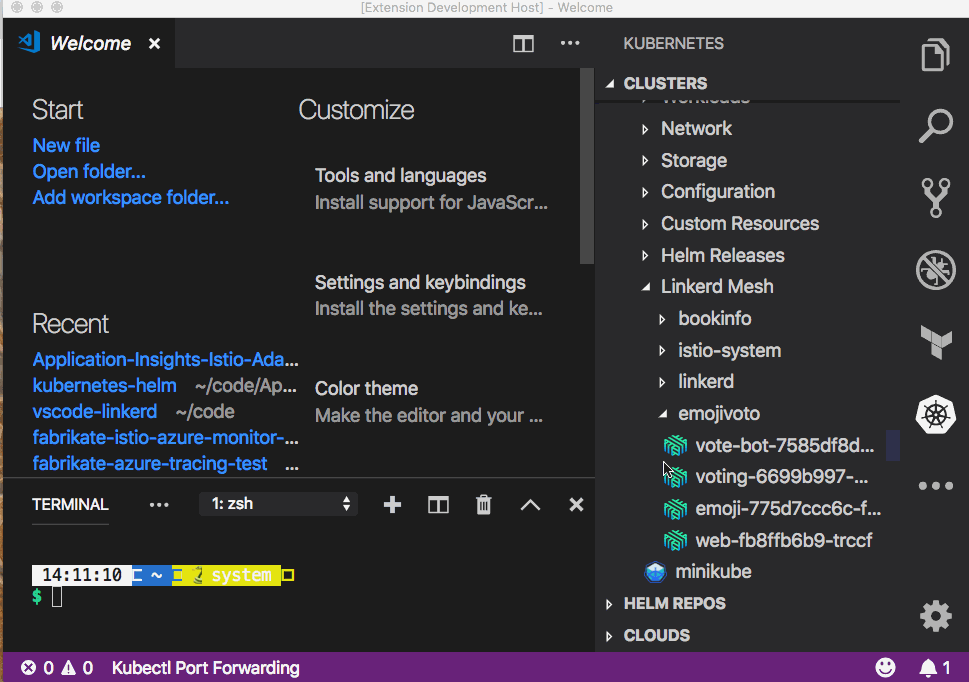 [Extension Development Host] - Welcome
Welcome
Start
New file
Open folder...
Add workspace folder...
Recent
Application-Insights-Istio-Ada...
kubernetes-helm ~/code/Ap...
vscode-linkerd ~/code
fabrikate-istio-azure-monitor-...
fabrikate-azure-tracing-test ...
Customize
Tools and languages
Install support for JavaScr...
Settings and keybindings
Install the settings and ke...
Color theme
Make the editor and your ...
TERMINAL
1: zsh
14:11:10 ~ system
$
KUBERNETES
CLUSTERS
Workloads
Network
Storage
Configuration
Custom Resources
Helm Releases
Linkerd Mesh
bookinfo
istio-system
linkerd
emojivoto
vote-bot-7585df8d...
voting-6699b997-...
emoji-775d7ccc6c-f...
web-fb8ffb6b9-trccf
minikube
HELM REPOS
CLOUDS
0 0 Kubectl Port Forwarding
1